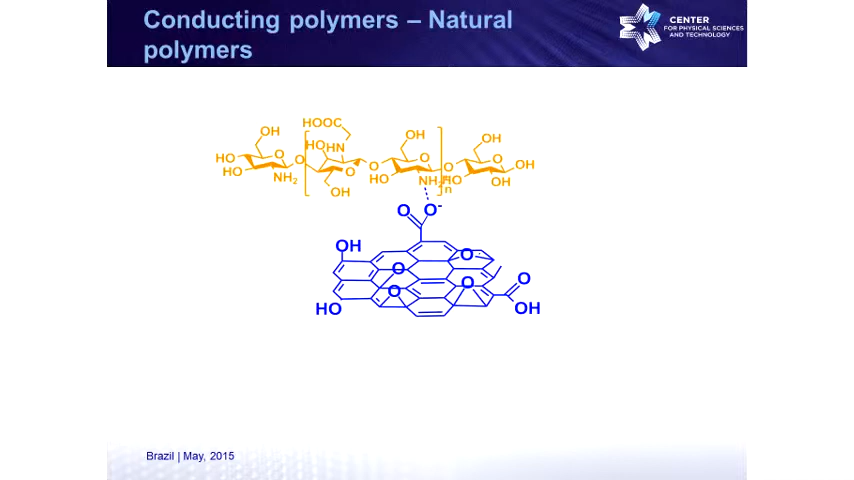 Conducting polymers – Natural
polymers
CENTER
FOR PHYSICAL SCIENCES
AND TECHNOLOGY
HOOC
OH
OH
OH
HO
HO
HN
O
O
O
O
O
O
O
OH
HO
NH2
OH
HO
NH
HO
OH
n
O
O-
OH
O
O
O
O
O
HO
OH
Brazil | May, 2015